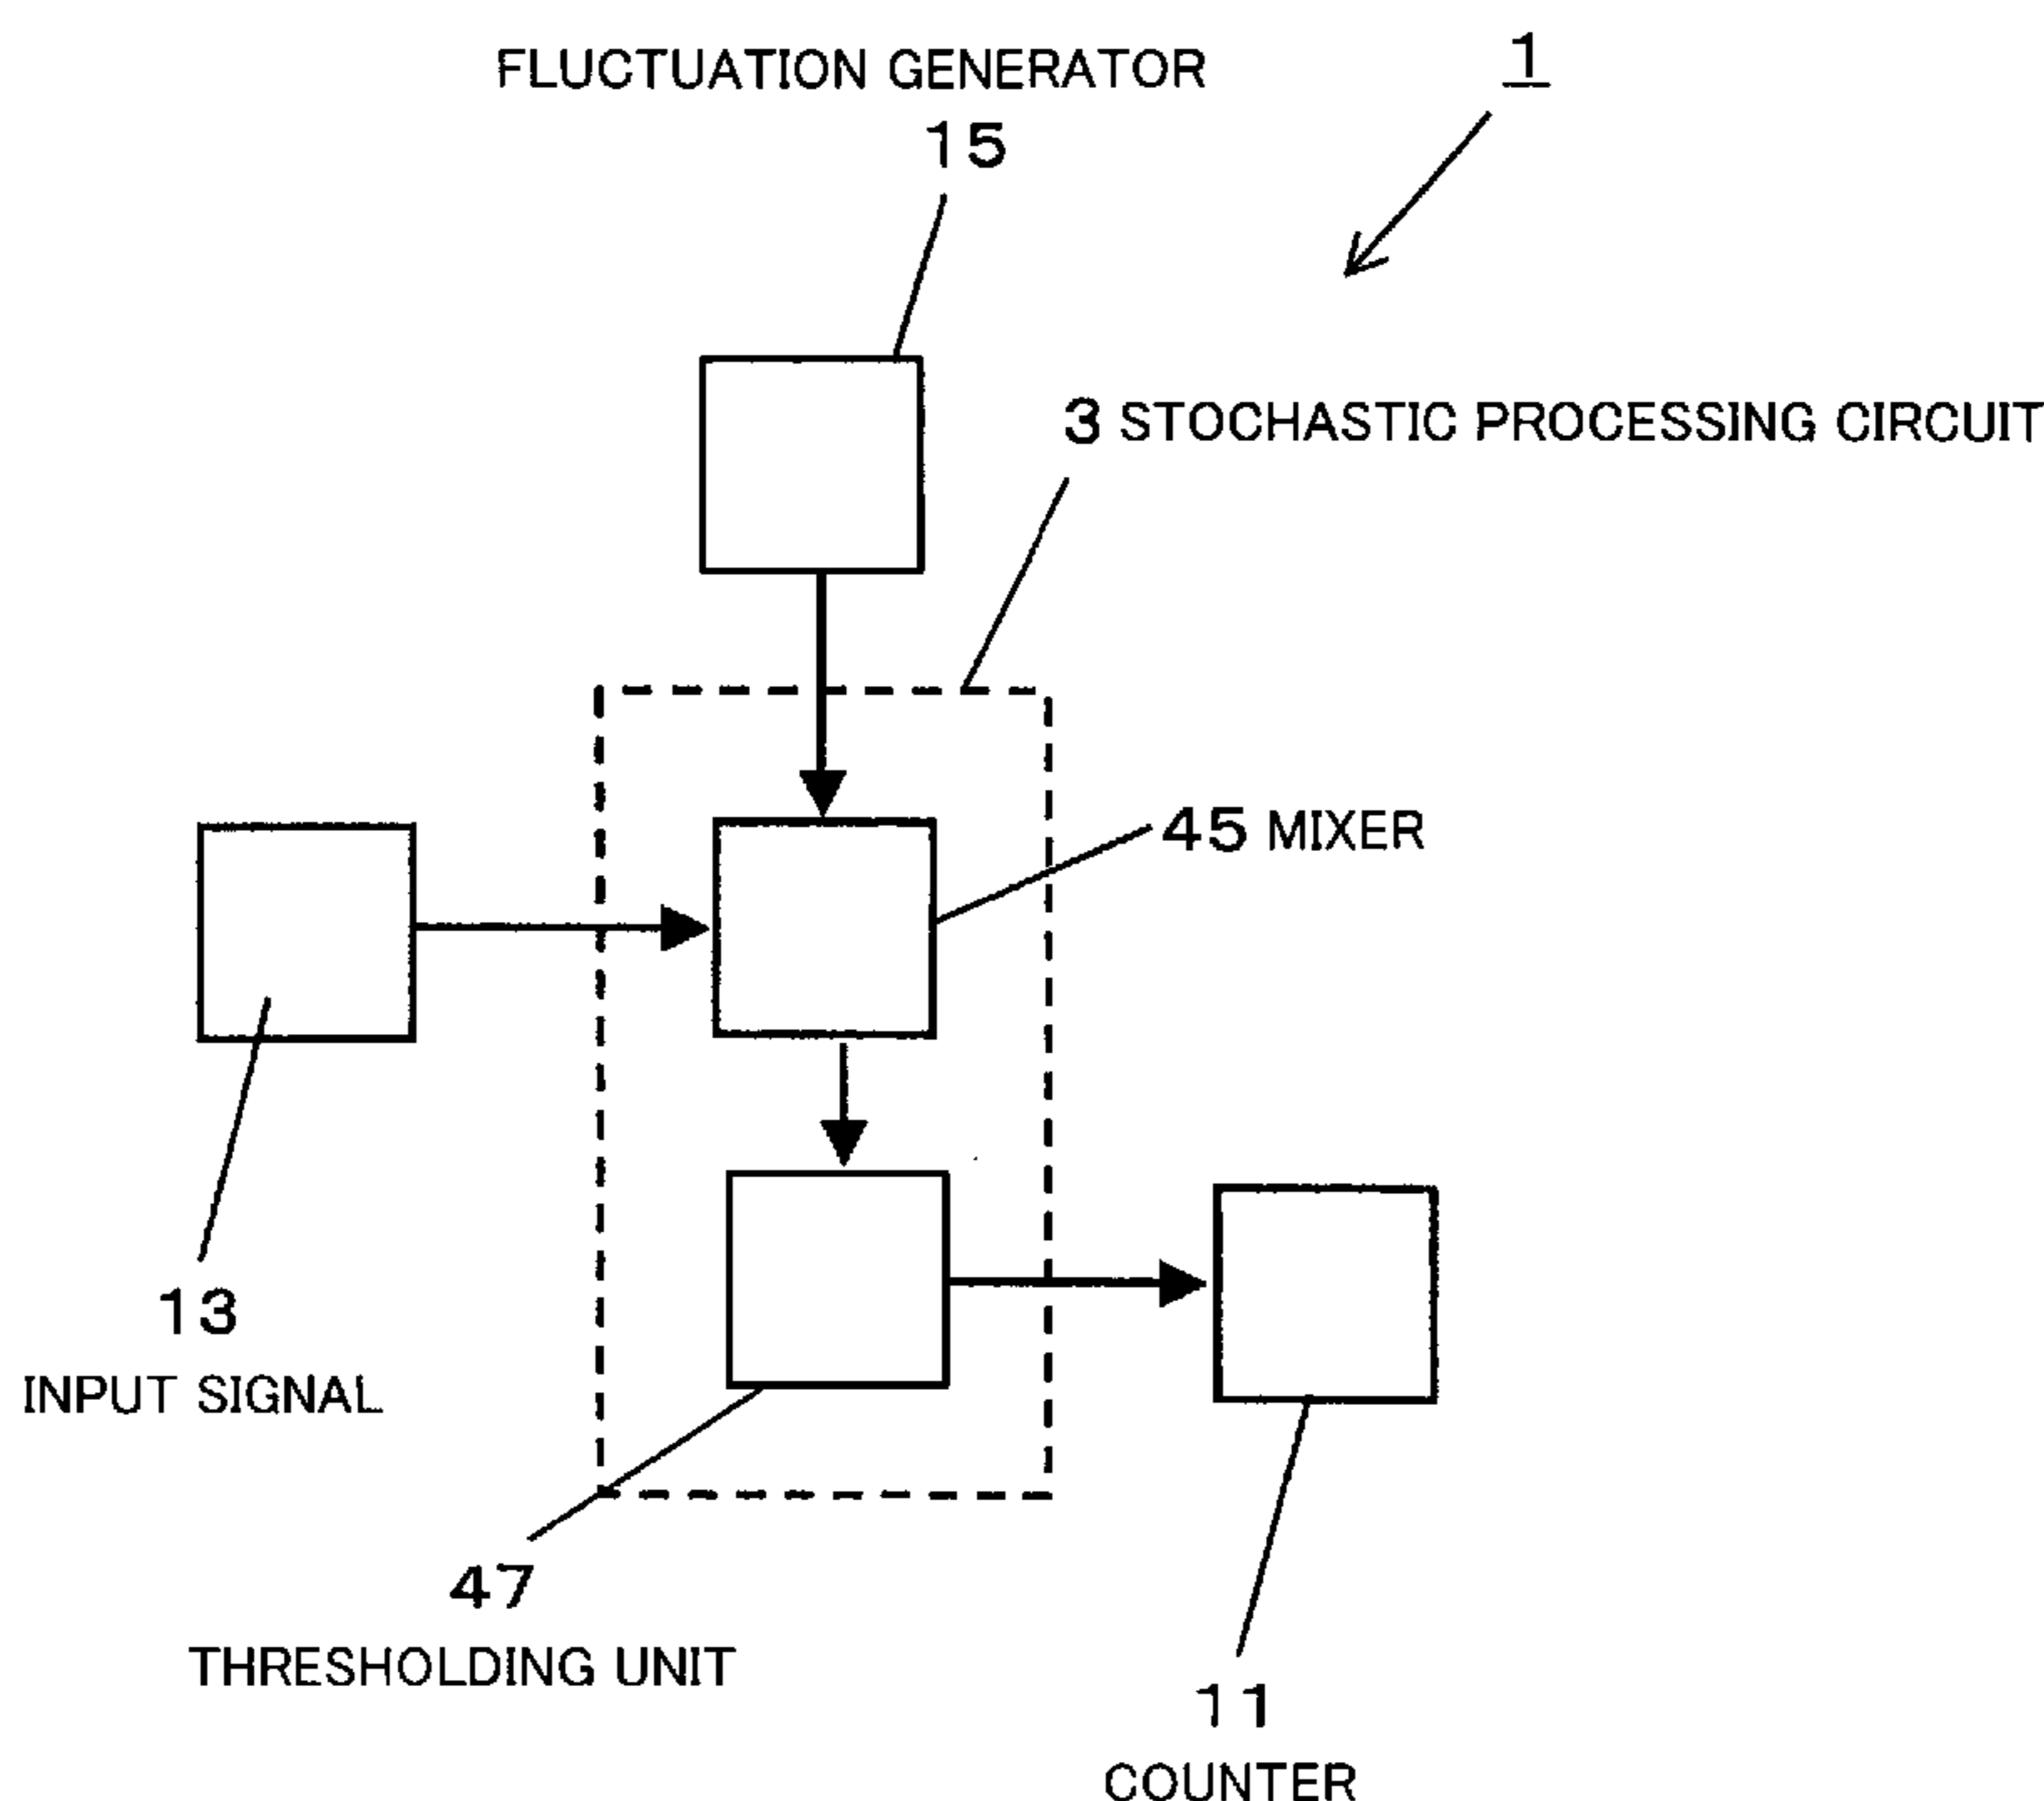 FLUCTUATION GENERATOR
15
1
3 STOCHASTIC PROCESSING CIRCUIT
45 MIXER
13
INPUT SIGNAL
47
THRESHOLDING UNIT
11
COUNTER